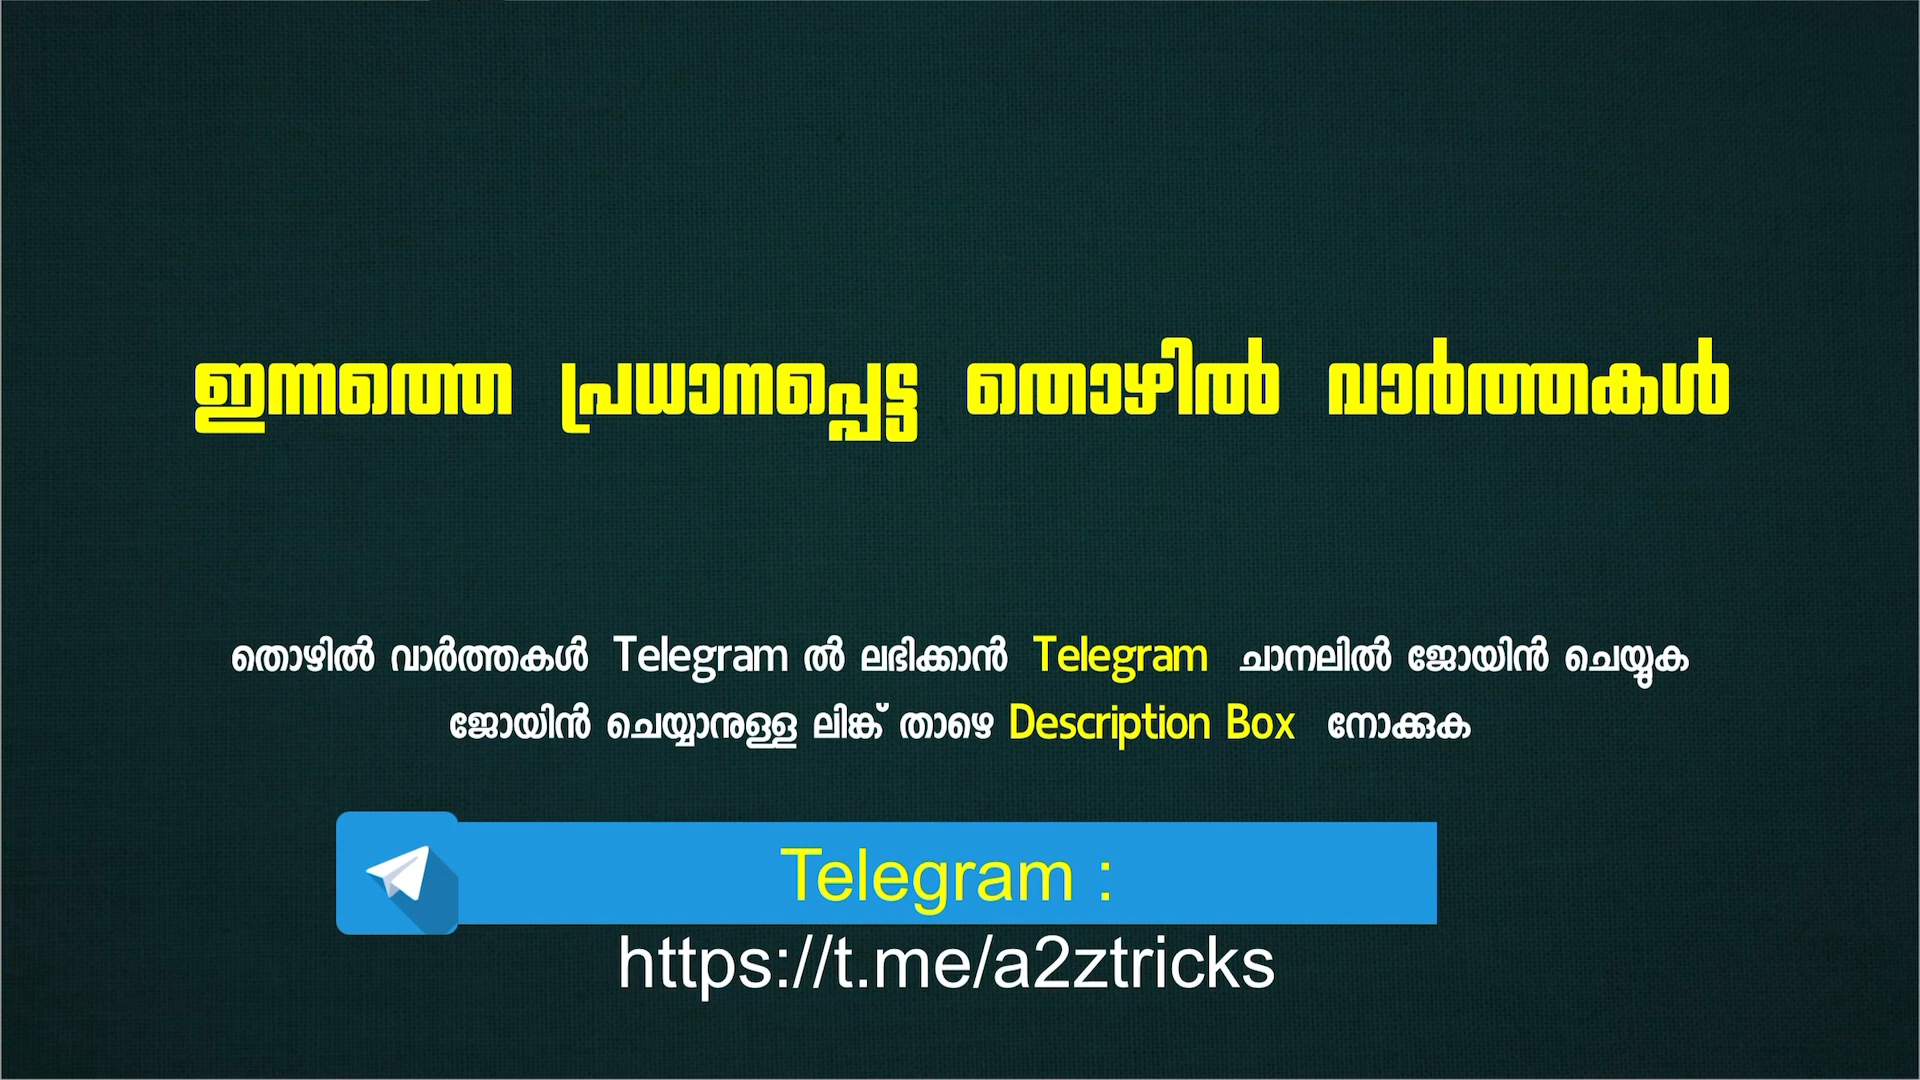 ഇന്നത്തെ പ്രധാനപ്പെട്ട തൊഴിൽ വാർത്തകൾ
തൊഴിൽ വാർത്തകൾ Telegram ൽ ലഭിക്കാൻ Telegram ചാനലിൽ ജോയിൻ ചെയ്യുക
ജോയിൻ ചെയ്യാനുള്ള ലിങ്ക് താഴെ Description Box നോക്കുക
Telegram :
https://t.me/a2ztricks